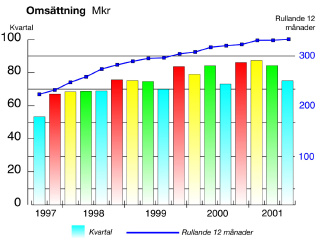 Omsättning Mkr
Kvartal
Rullande 12
månader
100
80
60
40
20
0
300
200
100
1997 1998 1999 2000 2001
Kvartal Rullande 12 månader